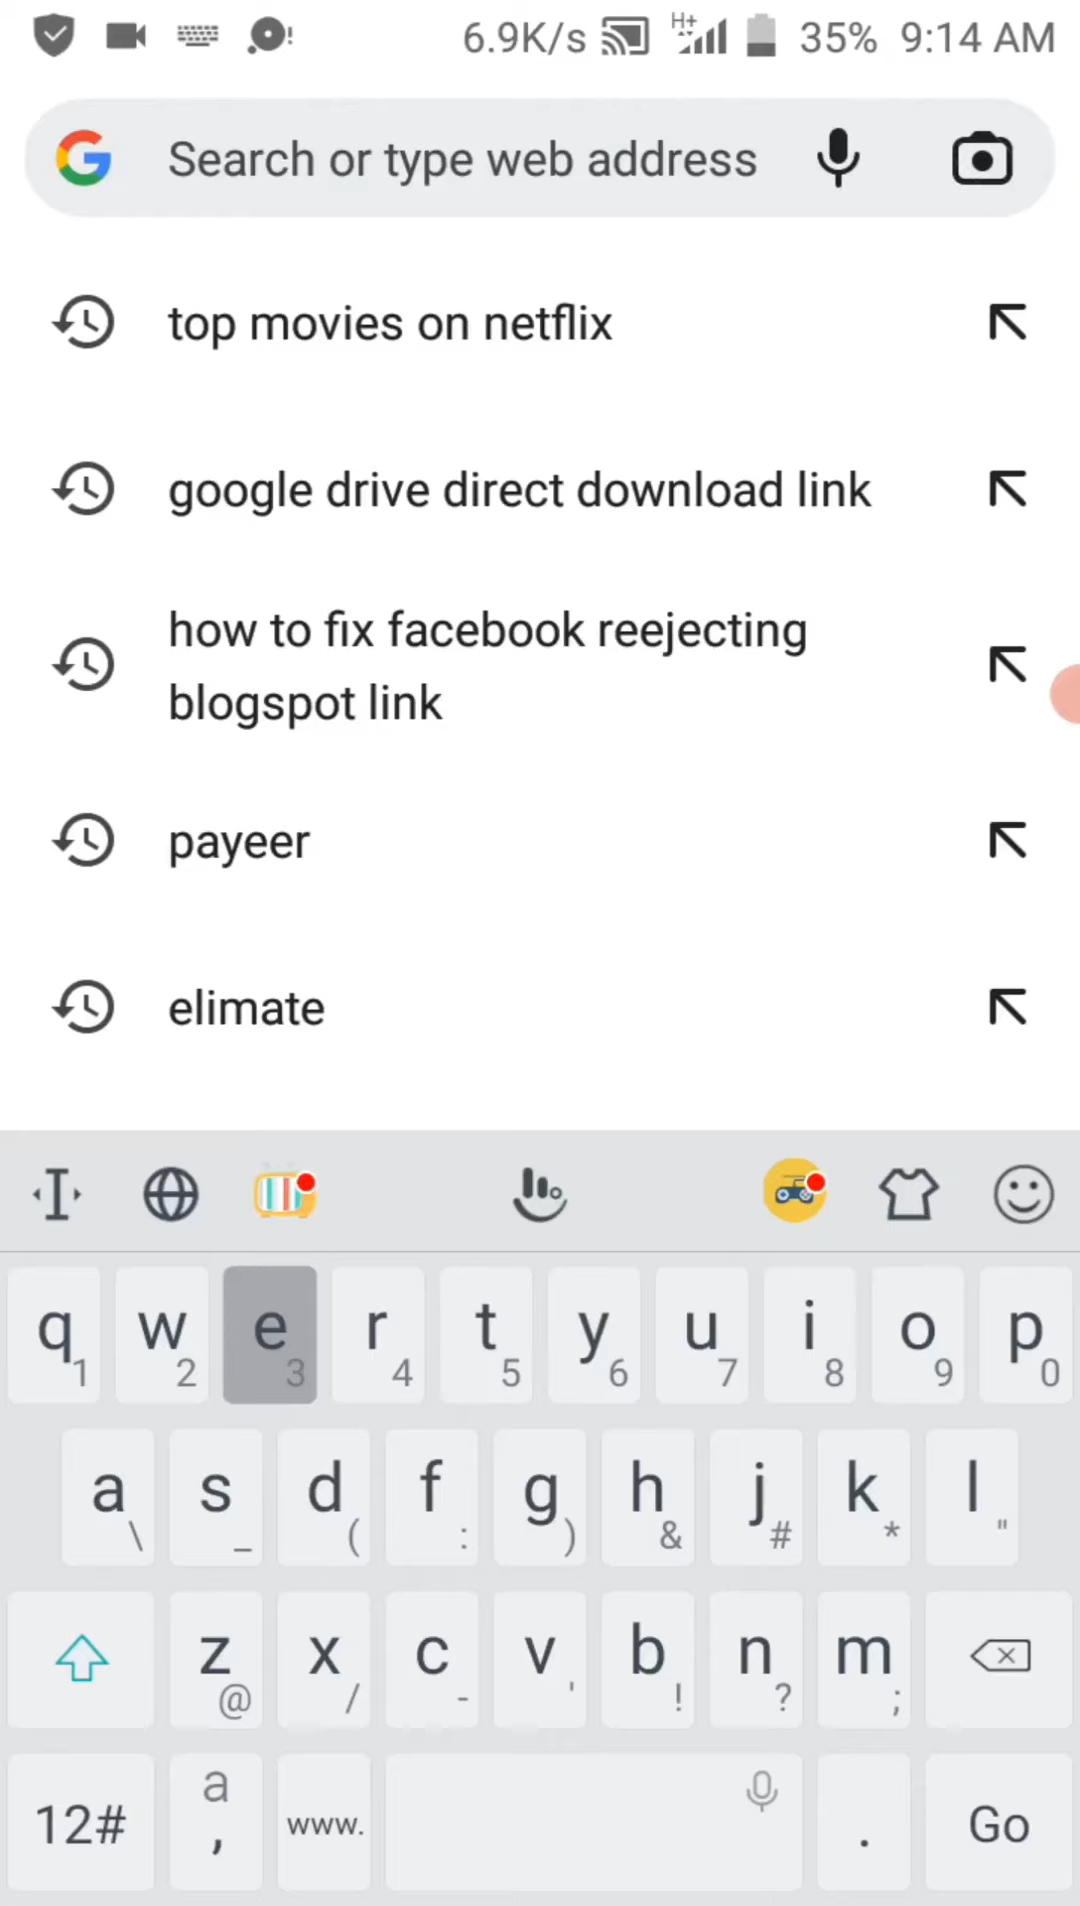 6.9K/s H+ 35% 9:14 AM
Search or type web address
top movies on netflix
google drive direct download link
how to fix facebook reejecting
blogspot link
payeer
elimate
q 1 w 2 e 3 r 4 t 5 y 6 u 7 i 8 o 9 p 0
a \ s _ d ( f : g ) h & j # k * l "
z @ x / c - v ' b ! n ? m ;
12# a , www. . Go